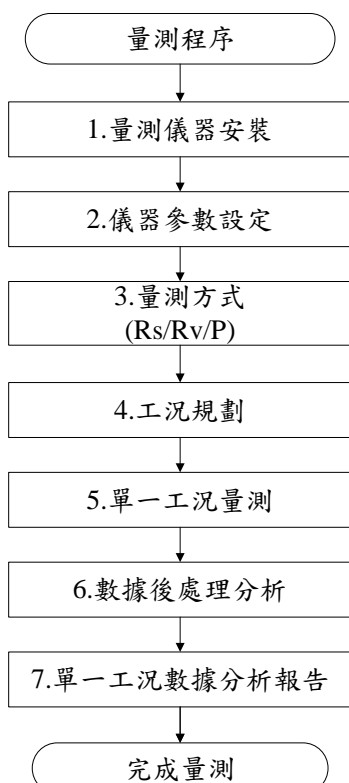 量測程序
1.量測儀器安裝
2.儀器參數設定
3.量測方式
(Rs/Rv/P)
4.工況規劃
5.單一工況量測
6.數據後處理分析
7.單一工況數據分析報告
完成量測